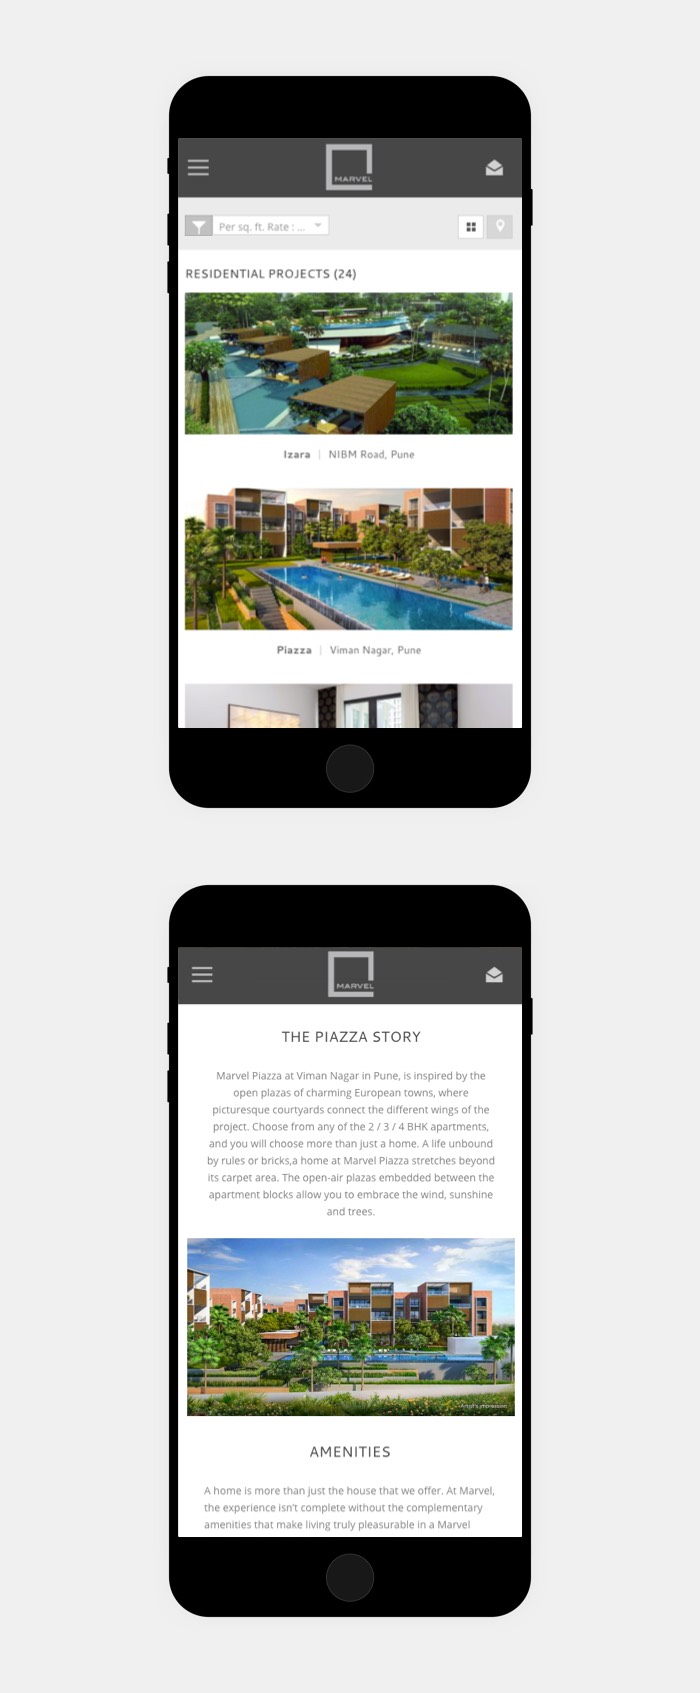 MARVEL
Per sq. ft. Rate : ...
RESIDENTIAL PROJECTS (24)
Izara | NIBM Road, Pune
Piazza | Viman Nagar, Pune
MARVEL
THE PIAZZA STORY
Marvel Piazza at Viman Nagar in Pune, is inspired by the
open plazas of charming European towns, where
picturesque courtyards connect the different wings of the
project. Choose from any of the 2 / 3 / 4 BHK apartments,
and you will choose more than just a home. A life unbound
by rules or bricks,a home at Marvel Piazza stretches beyond
its carpet area. The open-air plazas embedded between the
apartment blocks allow you to embrace the wind, sunshine
and trees.
Artist's impression
AMENITIES
A home is more than just the house that we offer. At Marvel,
the experience isn't complete without the complementary
amenities that make living truly pleasurable in a Marvel